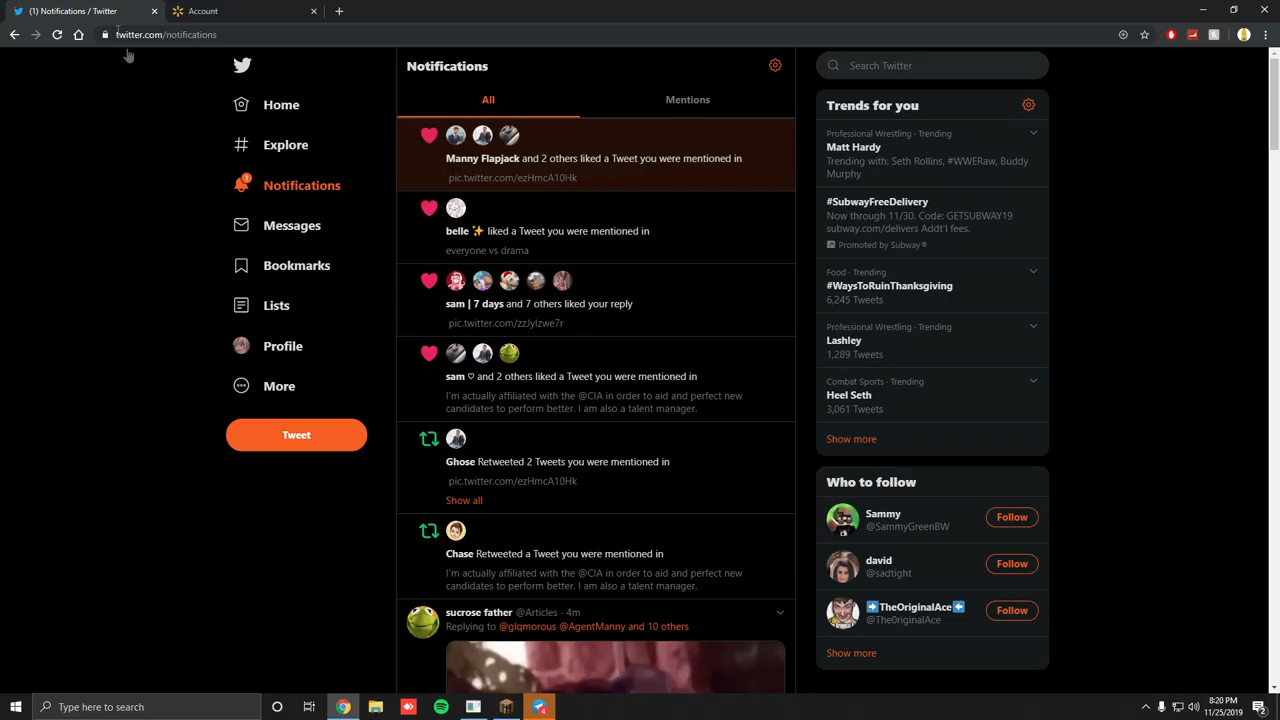 (1) Notifications / Twitter
Account
twitter.com/notifications
Home
Explore
1
Notifications
Messages
Bookmarks
Lists
Profile
More
Tweet
Notifications
All
Mentions
Manny Flapjack and 2 others liked a Tweet you were mentioned in
pic.twitter.com/ezHmcA10Hk
belle ✨ liked a Tweet you were mentioned in
everyone vs drama
sam | 7 days and 7 others liked your reply
pic.twitter.com/zzJylzwe7r
sam ♡ and 2 others liked a Tweet you were mentioned in
I'm actually affiliated with the @CIA in order to aid and perfect new
candidates to perform better. I am also a talent manager.
Ghose Retweeted 2 Tweets you were mentioned in
pic.twitter.com/ezHmcA10Hk
Show all
Chase Retweeted a Tweet you were mentioned in
I'm actually affiliated with the @CIA in order to aid and perfect new
candidates to perform better. I am also a talent manager.
sucrose father @Articles · 4m
Replying to @glqmorous @AgentManny and 10 others
Search Twitter
Trends for you
Professional Wrestling · Trending
Matt Hardy
Trending with: Seth Rollins, #WWERaw, Buddy
Murphy
#SubwayFreeDelivery
Now through 11/30. Code: GETSUBWAY19
subway.com/delivers Addt'l fees.
Promoted by Subway®
Food · Trending
#WaysToRuinThanksgiving
6,245 Tweets
Professional Wrestling · Trending
Lashley
1,289 Tweets
Combat Sports · Trending
Heel Seth
3,061 Tweets
Show more
Who to follow
Sammy
@SammyGreenBW
Follow
david
@sadtight
Follow
➡️TheOriginalAce⬅️
@The0riginalAce
Follow
Show more
Type here to search
4
8:20 PM
11/25/2019
2